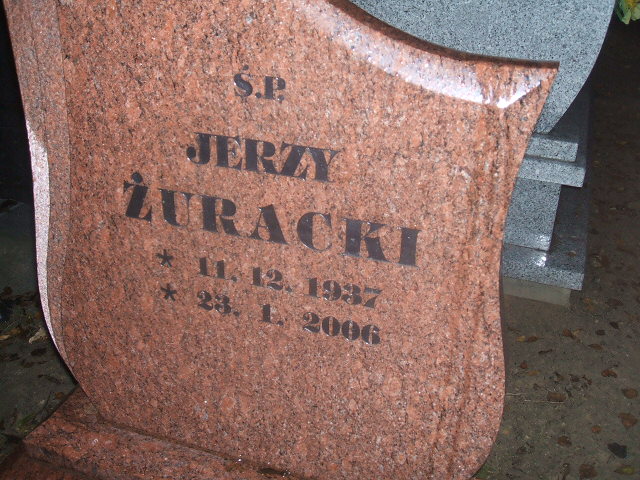 Ś.P.
JERZY
ŻURACKI
* 11. 12. 1937
* 23. 1. 2006